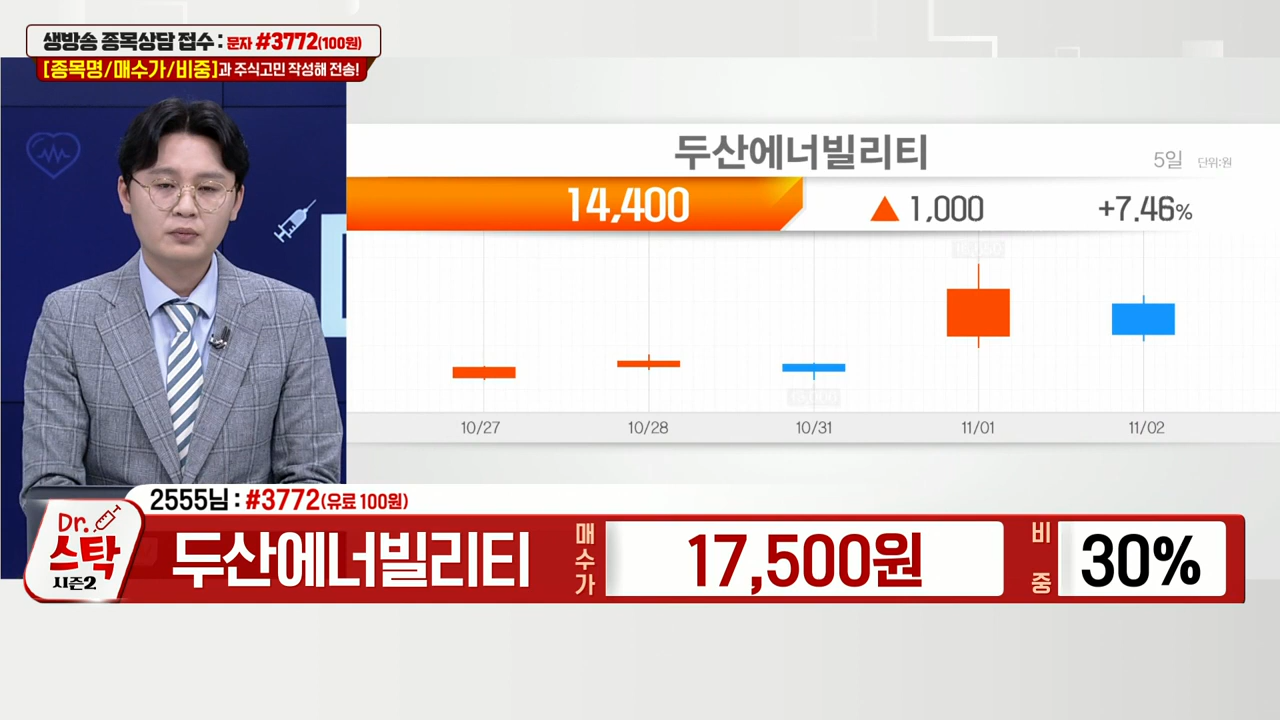 생방송 종목상담 접수 : 문자 #3772(100원)
[종목명/매수가/비중]과 주식고민 작성해 전송!
두산에너빌리티
5일 단위:원
14,400 ▲ 1,000 +7.46%
10/27 10/28 10/31 11/01 11/02
2555님 : #3772(유료 100원)
Dr.스탁 시즌2
두산에너빌리티 매수가 17,500원 비중 30%